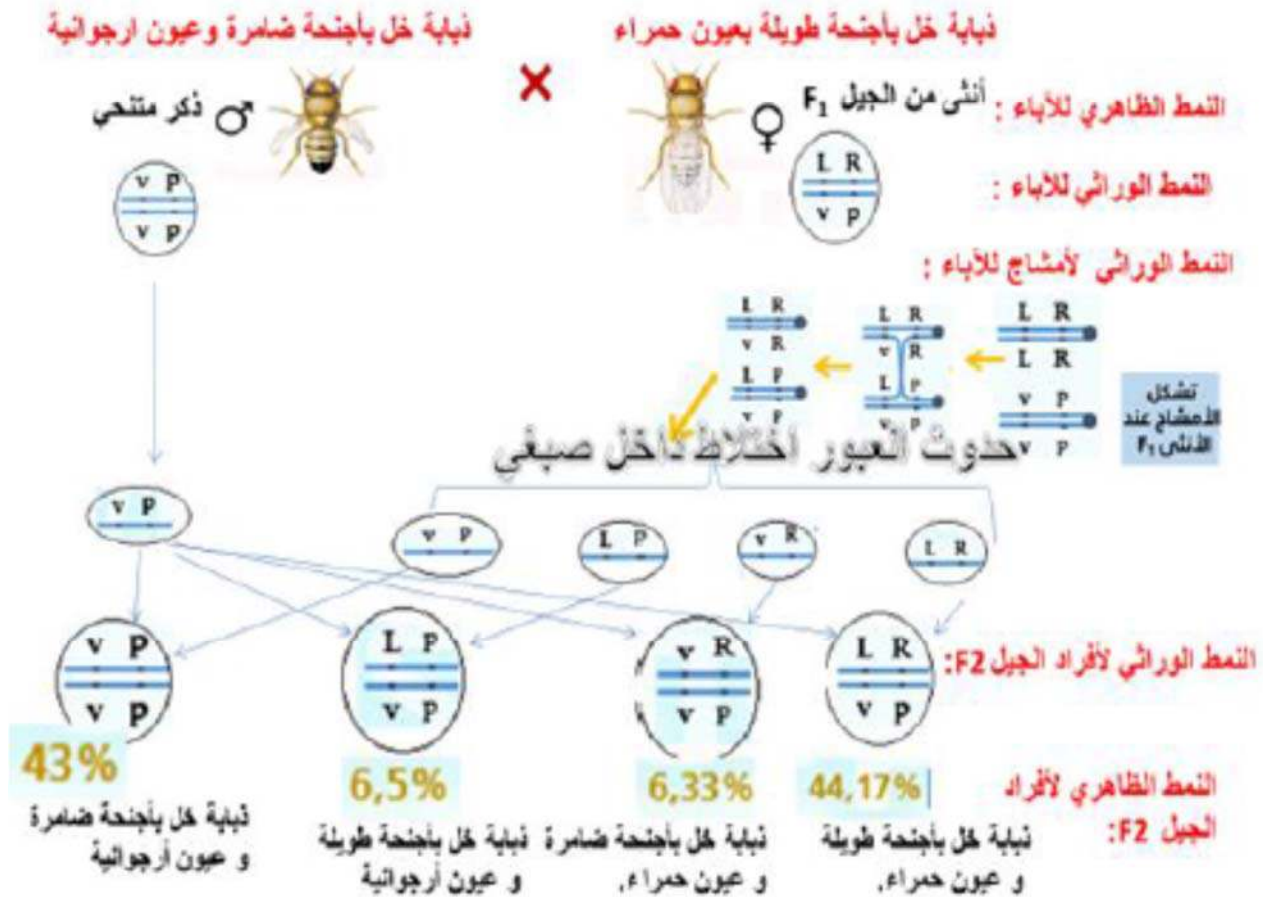 ذبابة خل بأجنحة طويلة بعيون حمراء
ذبابة خل بأجنحة ضامرة وعيون ارجوانية
×
النمط الظاهري للآباء :
أنثى من الجيل F1
♀
♂ ذكر متنحي
النمط الوراثي للآباء :
L R
v p
v P
v P
النمط الوراثي لأمشاج للآباء :
تشكل
الأمشاج عند
الأنثى F1
L R
L R
v P
v P
L R
v R
L P
v P
L R
v R
L P
v P
حدوث العبور اختلاط داخل صبغي
L R
v R
L P
v P
v P
النمط الوراثي لأفراد الجيل F2:
L R
v P
v R
v P
L P
v P
v P
v P
النمط الظاهري لأفراد
الجيل F2:
44,17%
ذبابة خل بأجنحة طويلة
و عيون حمراء.
6,33%
ذبابة خل بأجنحة ضامرة
و عيون حمراء.
6,5%
ذبابة خل بأجنحة طويلة
و عيون أرجوانية
43%
ذبابة خل بأجنحة ضامرة
و عيون أرجوانية